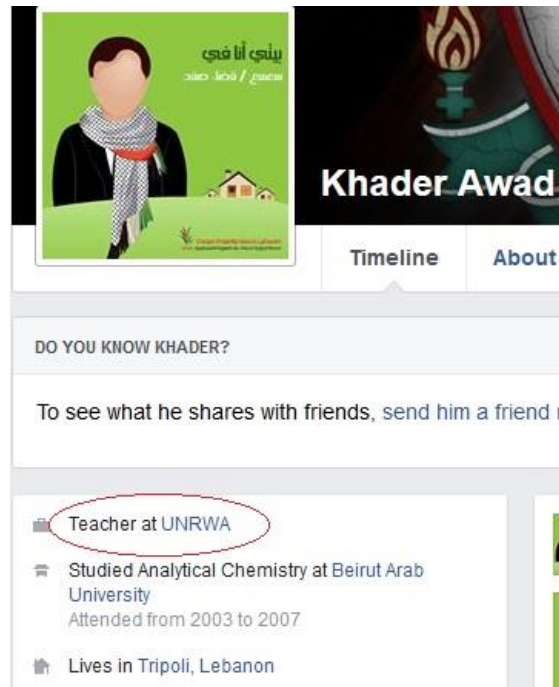 بيتي أنا في
Khader Awad
Timeline
About
DO YOU KNOW KHADER?
To see what he shares with friends, send him a friend
Teacher at UNRWA
Studied Analytical Chemistry at Beirut Arab
University
Attended from 2003 to 2007
Lives in Tripoli, Lebanon